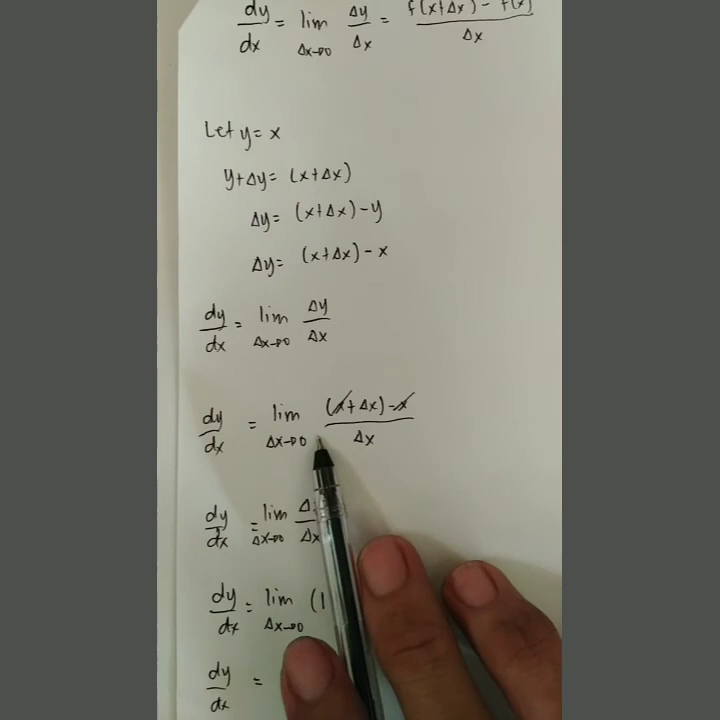 dy/dx = lim Δx→0 Δy/Δx = f(x+Δx) - f(x)/Δx
Let y = x
y+Δy = (x+Δx)
Δy = (x+Δx) - y
Δy = (x+Δx) - x
dy/dx = lim Δx→0 Δy/Δx
dy/dx = lim Δx→0 (x+Δx) - x/Δx
dy/dx = lim Δx→0 Δ/Δx
dy/dx = lim Δx→0 (1
dy/dx =